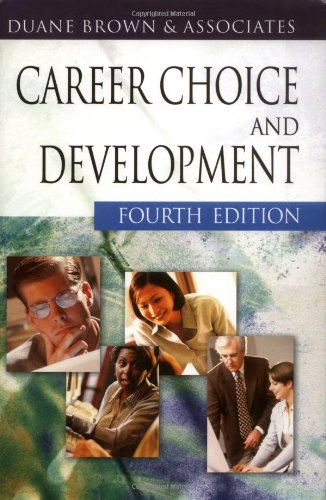 DUANE BROWN & ASSOCIATES
CAREER CHOICE
AND
DEVELOPMENT
FOURTH EDITION